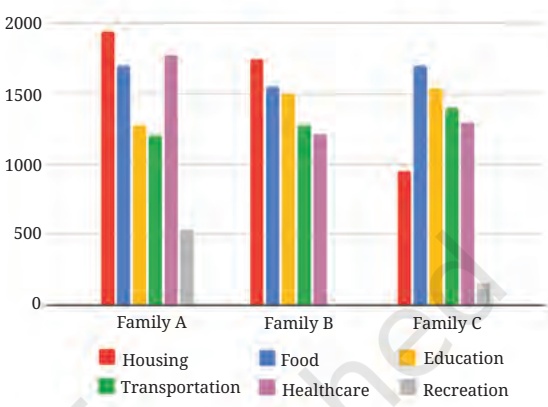 2000
1500
1000
500
0
Family A Family B Family C
Housing Food Education
Transportation Healthcare Recreation